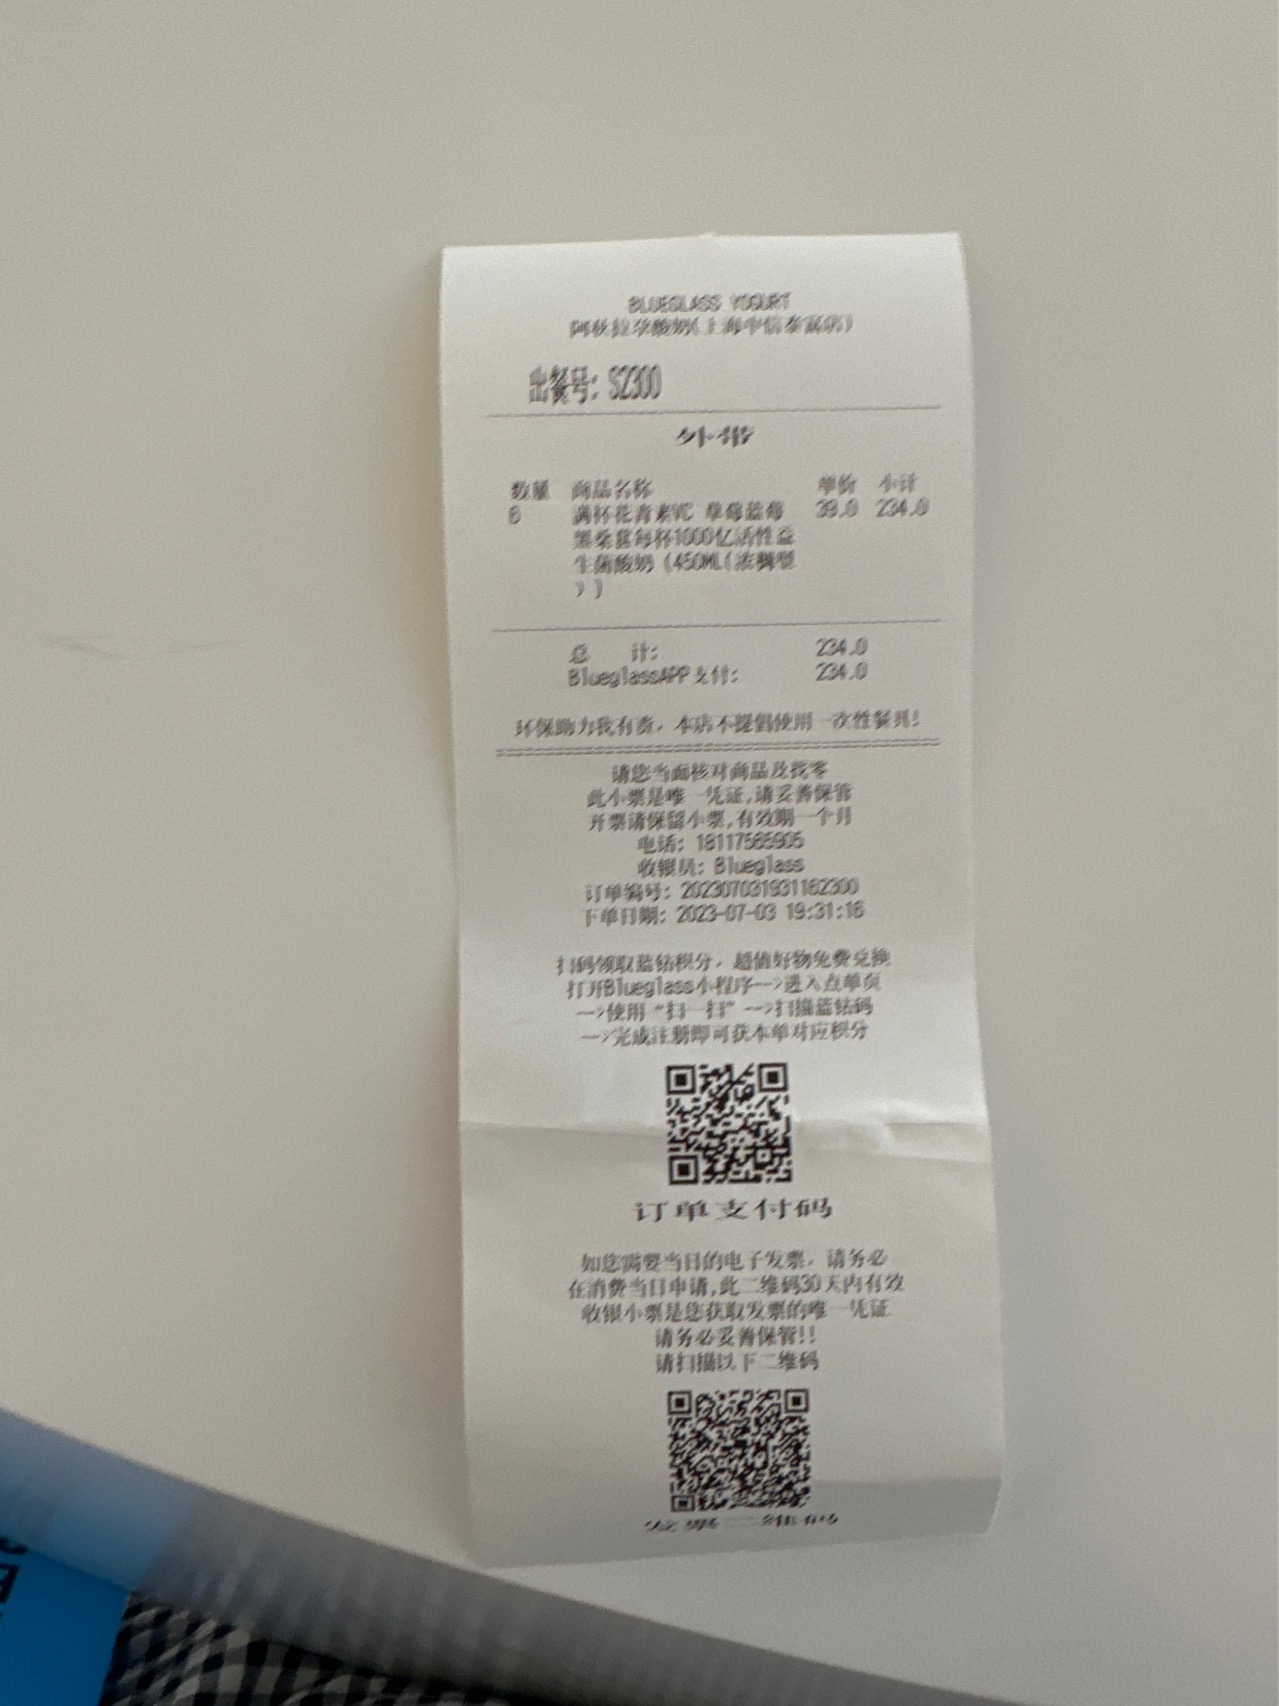 BLUEGLASS YOGURT
阿秋拉尕酸奶(上海中信泰富店)
出餐号: S2300
外带
数量 商品名称 单价 小计
6 满杯花青素VC 草莓蓝莓 39.0 234.0
黑桑葚每杯1000亿活性益
生菌酸奶 (450ML(浓稠型
))
总 计: 234.0
BlueglassAPP支付: 234.0
环保助力我有责，本店不提倡使用一次性餐具!
请您当面核对商品及找零
此小票是唯一凭证,请妥善保管
开票请保留小票,有效期一个月
电话: 18117565905
收银员: Blueglass
订单编号: 202307031931162300
下单日期: 2023-07-03 19:31:16
扫码领取蓝钻积分，超值好物免费兑换
打开Blueglass小程序-->进入点单页
-->使用“扫一扫”-->扫描蓝钻码
-->完成注册即可获本单对应积分
订单支付码
如您需要当日的电子发票，请务必
在消费当日申请,此二维码30天内有效
收银小票是您获取发票的唯一凭证
请务必妥善保管!!
请扫描以下二维码
发票二维码